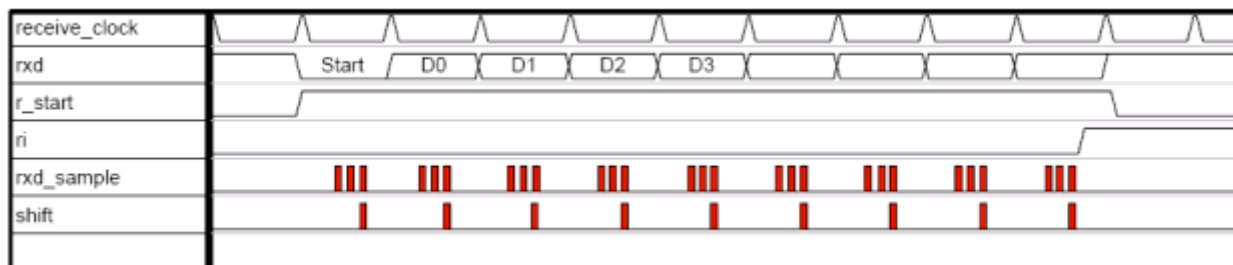 receive_clock
rxd Start D0 D1 D2 D3
r_start
ri
rxd_sample
shift